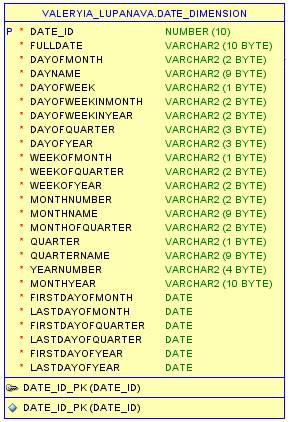 VALERYIA_LUPANAVA.DATE_DIMENSION
P * DATE_ID NUMBER (10)
* FULLDATE VARCHAR2 (10 BYTE)
* DAYOFMONTH VARCHAR2 (2 BYTE)
* DAYNAME VARCHAR2 (9 BYTE)
* DAYOFWEEK VARCHAR2 (1 BYTE)
* DAYOFWEEKINMONTH VARCHAR2 (2 BYTE)
* DAYOFWEEKINYEAR VARCHAR2 (2 BYTE)
* DAYOFQUARTER VARCHAR2 (3 BYTE)
* DAYOFYEAR VARCHAR2 (3 BYTE)
* WEEKOFMONTH VARCHAR2 (1 BYTE)
* WEEKOFQUARTER VARCHAR2 (2 BYTE)
* WEEKOFYEAR VARCHAR2 (2 BYTE)
* MONTHNUMBER VARCHAR2 (2 BYTE)
* MONTHNAME VARCHAR2 (9 BYTE)
* MONTHOFQUARTER VARCHAR2 (2 BYTE)
* QUARTER VARCHAR2 (1 BYTE)
* QUARTERNAME VARCHAR2 (9 BYTE)
* YEARNUMBER VARCHAR2 (4 BYTE)
* MONTHYEAR VARCHAR2 (10 BYTE)
* FIRSTDAYOFMONTH DATE
* LASTDAYOFMONTH DATE
* FIRSTDAYOFQUARTER DATE
* LASTDAYOFQUARTER DATE
* FIRSTDAYOFYEAR DATE
* LASTDAYOFYEAR DATE
DATE_ID_PK (DATE_ID)
DATE_ID_PK (DATE_ID)